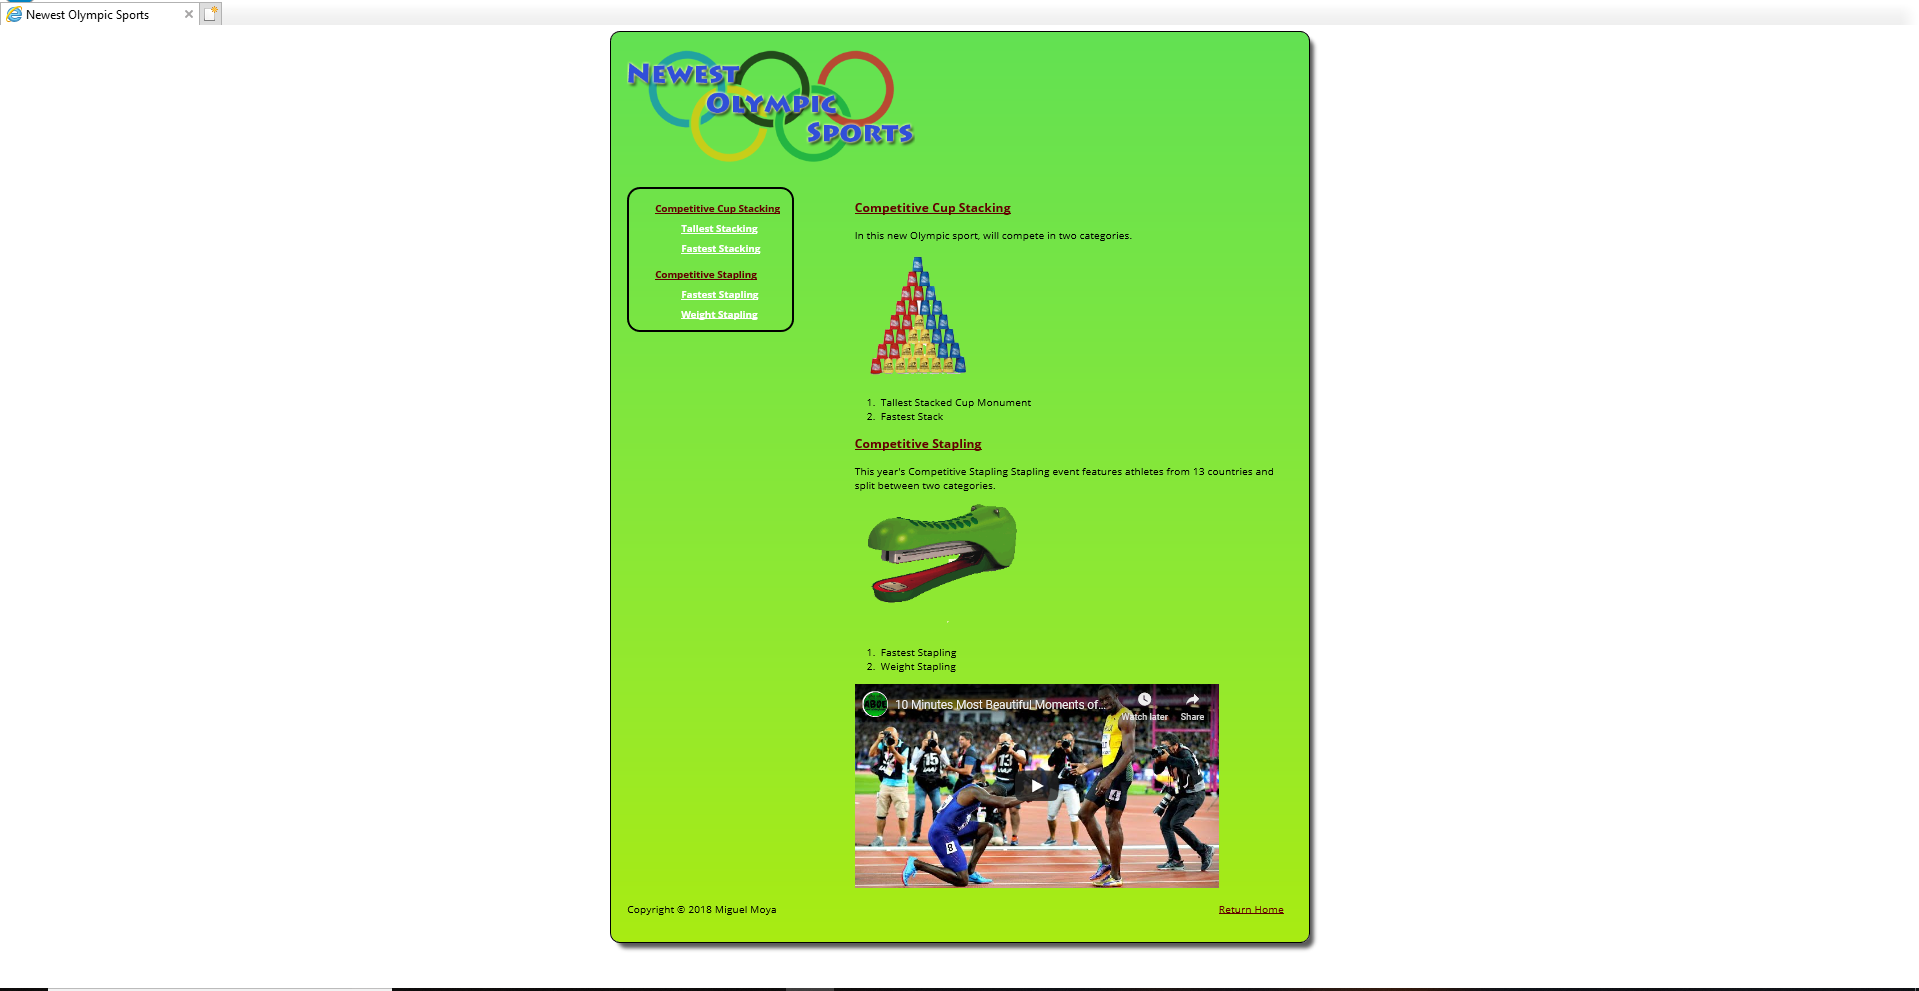 Newest Olympic Sports
Newest
Olympic
Sports
Competitive Cup Stacking
Tallest Stacking
Fastest Stacking
Competitive Stapling
Fastest Stapling
Weight Stapling
Competitive Cup Stacking
In this new Olympic sport, will compete in two categories.
1. Tallest Stacked Cup Monument
2. Fastest Stack
Competitive Stapling
This year's Competitive Stapling Stapling event features athletes from 13 countries and
split between two categories.
1. Fastest Stapling
2. Weight Stapling
10 Minutes Most Beautiful Moments of...
Watch later
Share
15
13
4
8
Copyright © 2018 Miguel Moya
Return Home